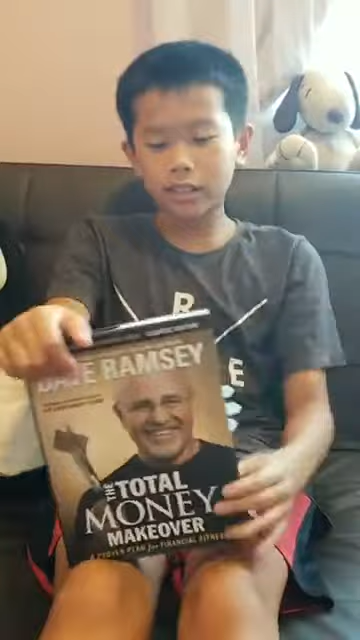 DAVE RAMSEY
THE
TOTAL
MONEY
MAKEOVER
A PROVEN PLAN for FINANCIAL FITNESS
R
E